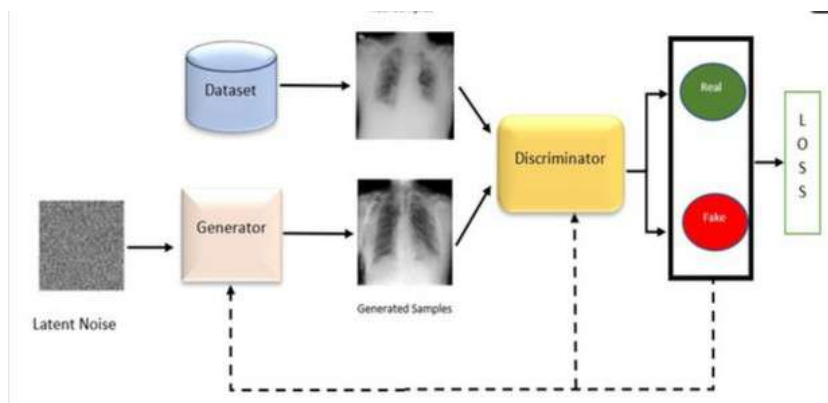 Dataset
Real
L
O
S
S
Discriminator
Generator
Fake
Generated Samples
Latent Noise